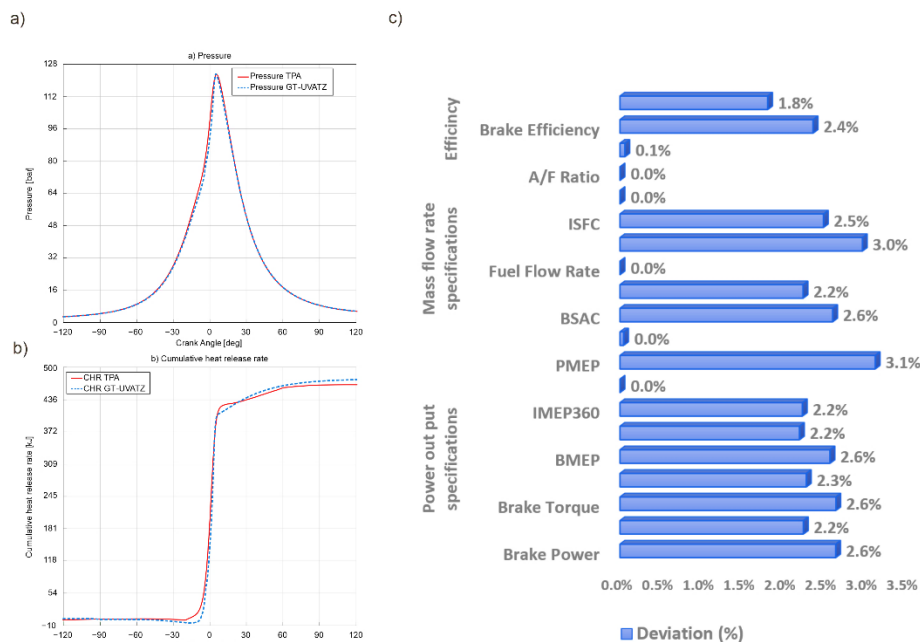 a)
a) Pressure
128
112
96
80
64
48
32
16
0
Pressure [bar]
Pressure TPA
Pressure GT-UVATZ
−120 −90 −60 −30 0 30 60 90 120
Crank Angle [deg]
b)
b) Cumulative heat release rate
500
436
372
309
245
181
118
54
−10
Cumulative heat release rate [kJ]
CHR TPA
CHR GT-UVATZ
−120 −90 −60 −30 0 30 60 90 120
c)
Efficincy
Mass flow rate
specifications
Power out put
specifications
1.8%
Brake Efficiency 2.4%
0.1%
A/F Ratio 0.0%
0.0%
ISFC 2.5%
3.0%
Fuel Flow Rate 0.0%
2.2%
BSAC 2.6%
0.0%
PMEP 3.1%
0.0%
IMEP360 2.2%
2.2%
BMEP 2.6%
2.3%
Brake Torque 2.6%
2.2%
Brake Power 2.6%
0.0% 0.5% 1.0% 1.5% 2.0% 2.5% 3.0% 3.5%
Deviation (%)